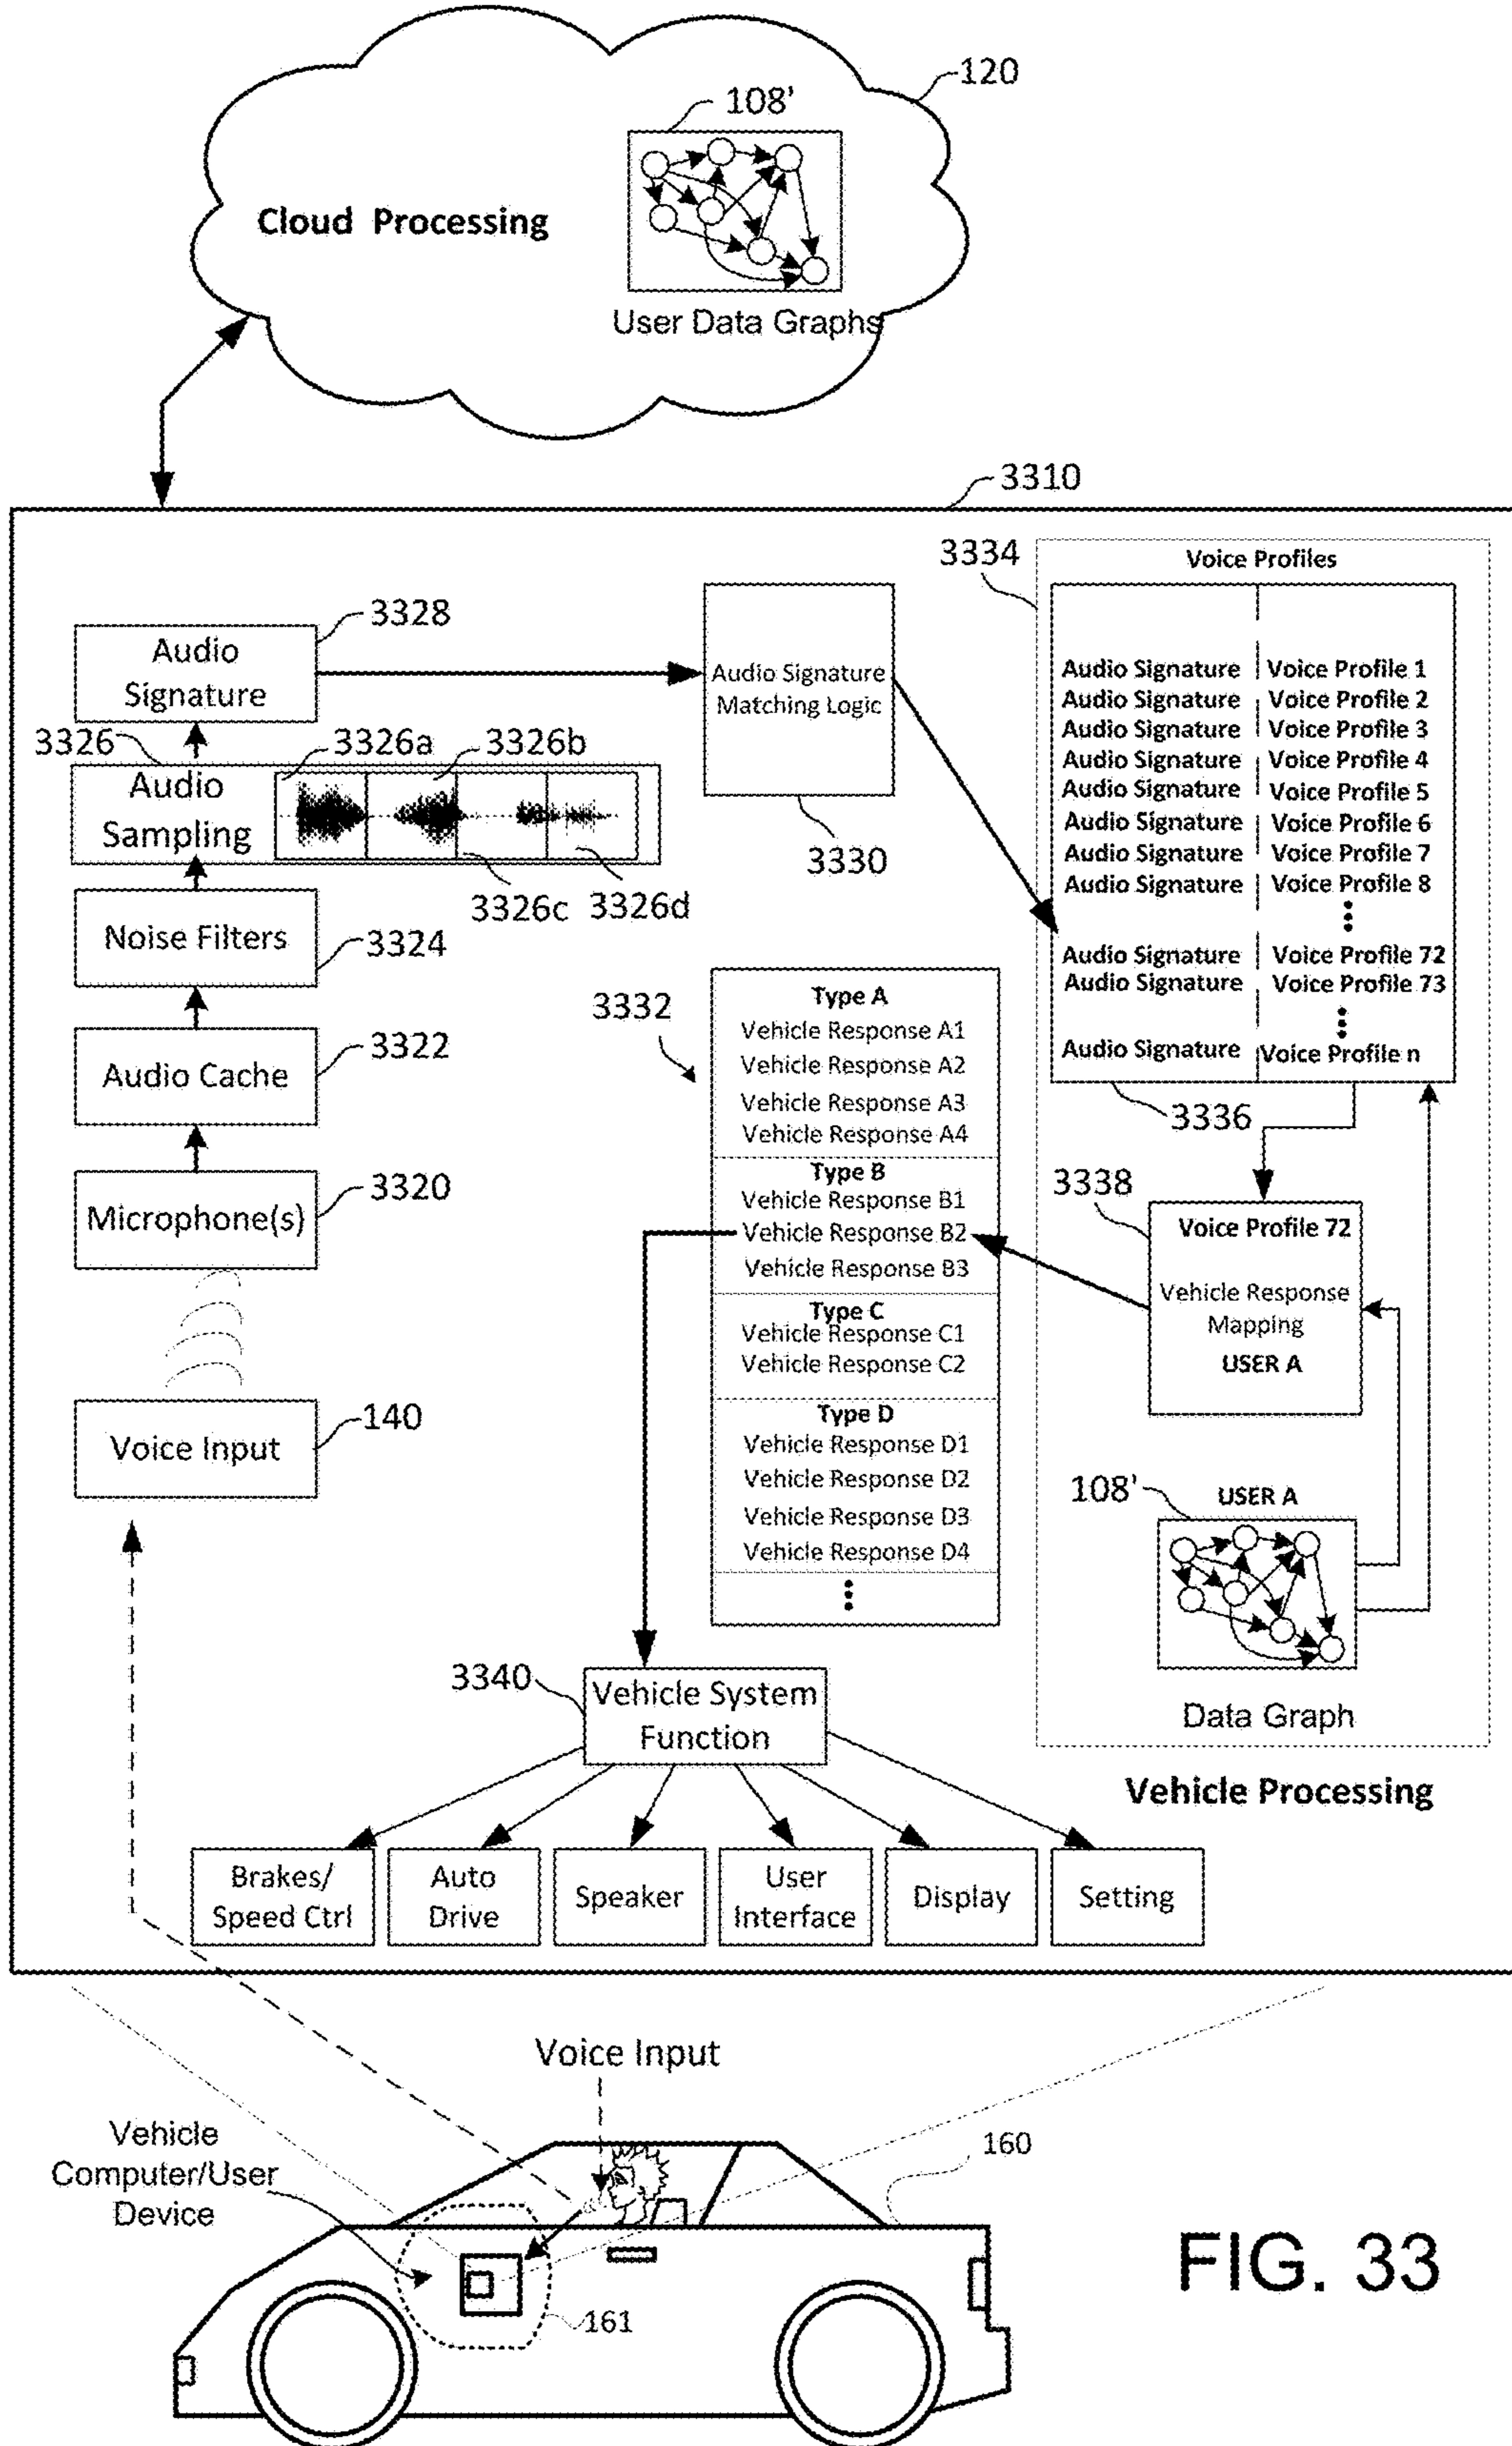 120
108'
Cloud Processing
User Data Graphs
3310
3334
Voice Profiles
3328
Audio
Signature
Audio Signature
Matching Logic
3330
Audio Signature Voice Profile 1
Audio Signature Voice Profile 2
Audio Signature Voice Profile 3
Audio Signature Voice Profile 4
Audio Signature Voice Profile 5
Audio Signature Voice Profile 6
Audio Signature Voice Profile 7
Audio Signature Voice Profile 8
Audio Signature Voice Profile 72
Audio Signature Voice Profile 73
Audio Signature Voice Profile n
3336
3326
3326a
3326b
Audio
Sampling
3326c
3326d
Noise Filters
3324
Audio Cache
3322
Microphone(s)
3320
Voice Input
140
3332
Type A
Vehicle Response A1
Vehicle Response A2
Vehicle Response A3
Vehicle Response A4
Type B
Vehicle Response B1
Vehicle Response B2
Vehicle Response B3
Type C
Vehicle Response C1
Vehicle Response C2
Type D
Vehicle Response D1
Vehicle Response D2
Vehicle Response D3
Vehicle Response D4
3338
Voice Profile 72
Vehicle Response
Mapping
USER A
108'
USER A
Data Graph
Vehicle Processing
3340
Vehicle System
Function
Brakes/
Speed Ctrl
Auto
Drive
Speaker
User
Interface
Display
Setting
Voice Input
Vehicle
Computer/User
Device
160
161
FIG. 33